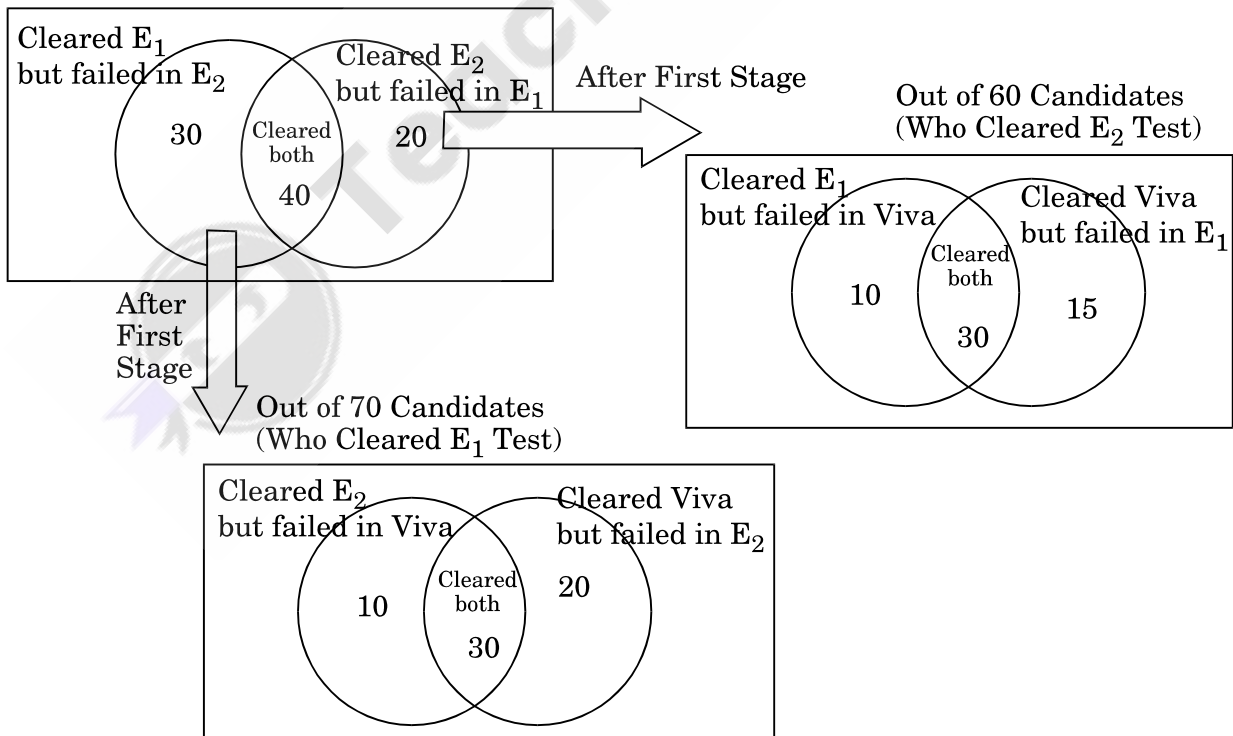 Cleared E1
but failed in E2
Cleared E2
but failed in E1
30
Cleared
both
40
20
After First Stage
Out of 60 Candidates
(Who Cleared E2 Test)
Cleared E1
but failed in Viva
Cleared Viva
but failed in E1
Cleared
both
10
30
15
After
First
Stage
Out of 70 Candidates
(Who Cleared E1 Test)
Cleared E2
but failed in Viva
Cleared Viva
but failed in E2
Cleared
both
10
30
20
Teach